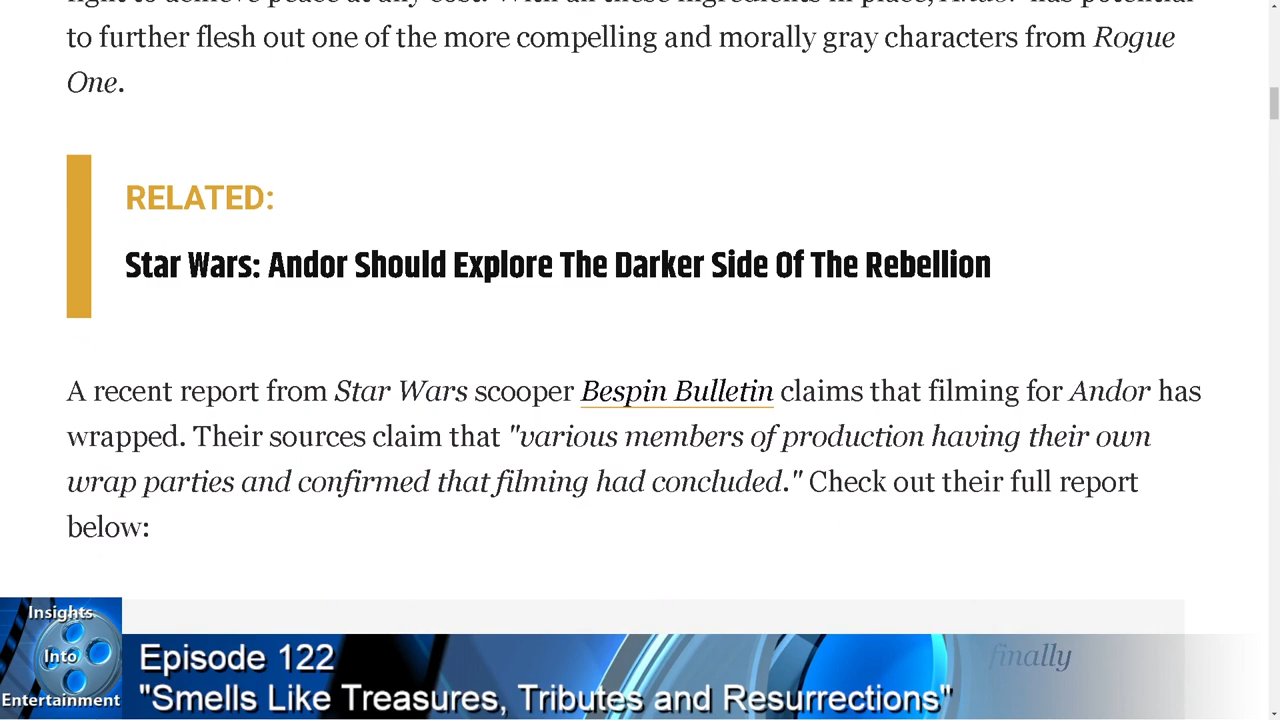 to further flesh out one of the more compelling and morally gray characters from Rogue
One.
RELATED:
Star Wars: Andor Should Explore The Darker Side Of The Rebellion
A recent report from Star Wars scooper Bespin Bulletin claims that filming for Andor has
wrapped. Their sources claim that "various members of production having their own
wrap parties and confirmed that filming had concluded." Check out their full report
below:
finally
Insights
Into
Entertainment
Episode 122
"Smells Like Treasures, Tributes and Resurrections"